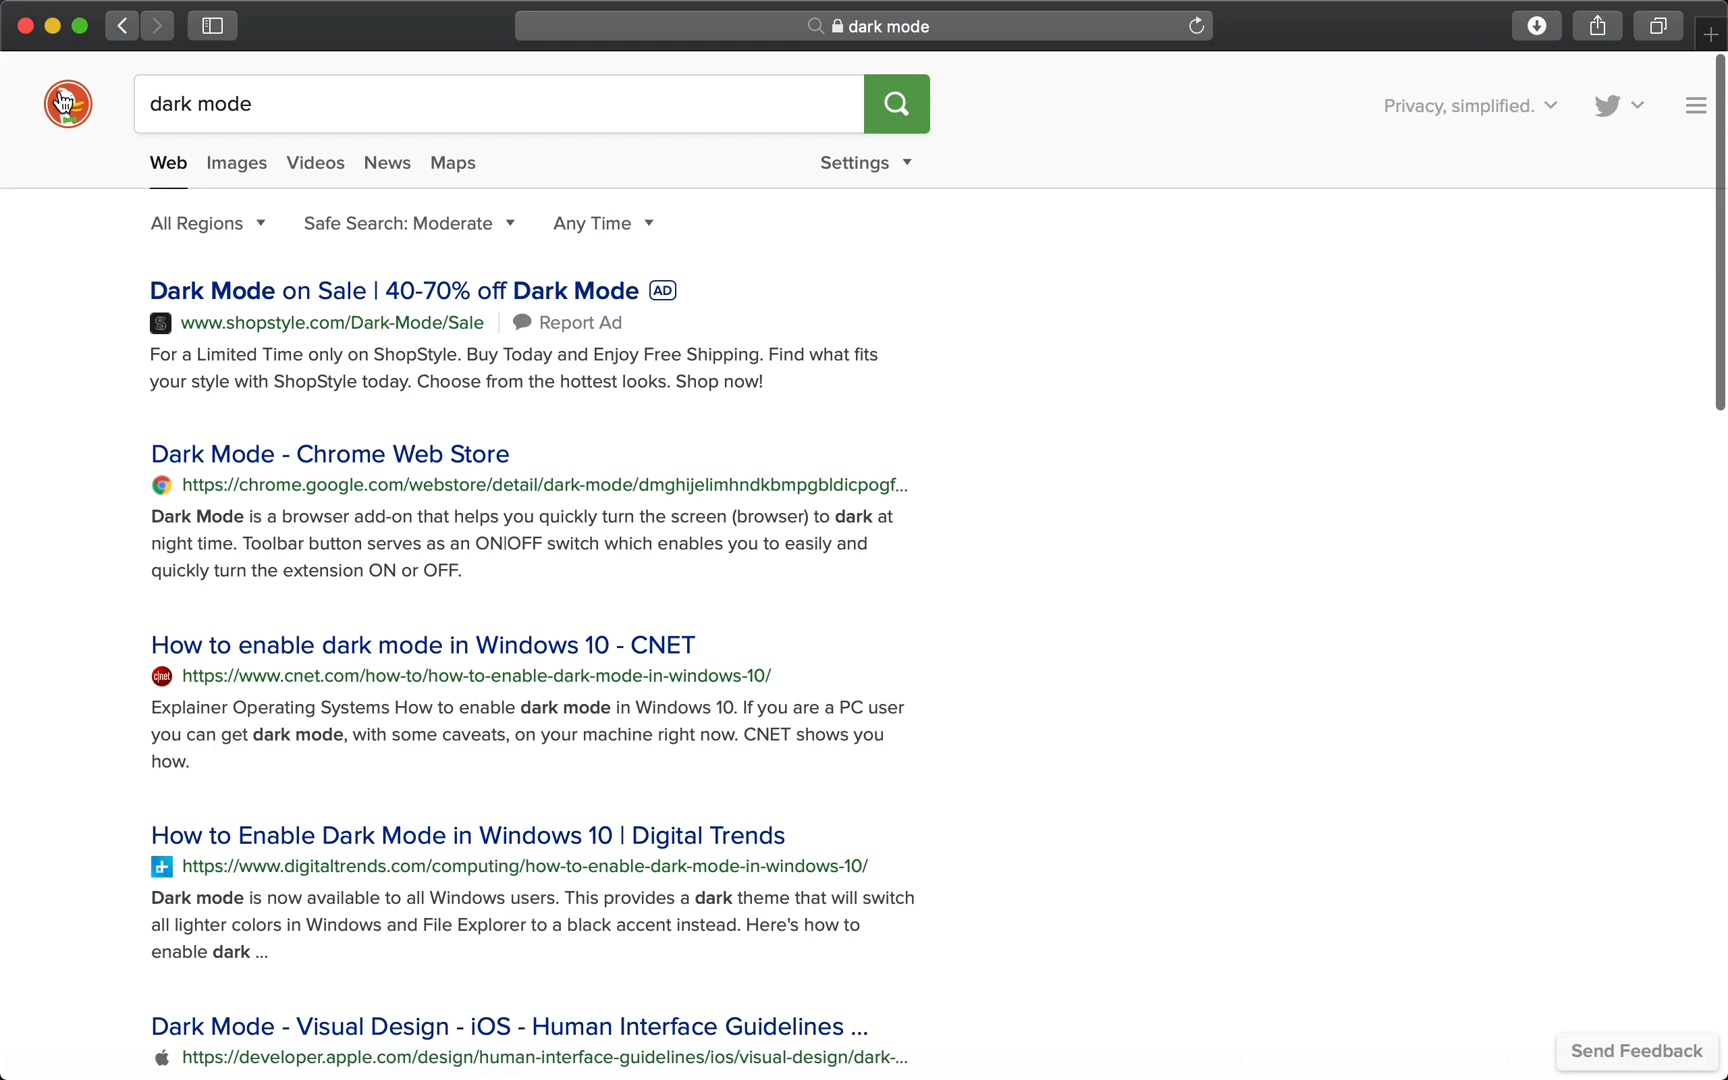 dark mode
dark mode
Privacy, simplified.
Web Images Videos News Maps Settings
All Regions Safe Search: Moderate Any Time
Dark Mode on Sale | 40-70% off Dark Mode AD
www.shopstyle.com/Dark-Mode/Sale Report Ad
For a Limited Time only on ShopStyle. Buy Today and Enjoy Free Shipping. Find what fits
your style with ShopStyle today. Choose from the hottest looks. Shop now!
Dark Mode - Chrome Web Store
https://chrome.google.com/webstore/detail/dark-mode/dmghijelimhndkbmpgbldicpogf...
Dark Mode is a browser add-on that helps you quickly turn the screen (browser) to dark at
night time. Toolbar button serves as an ON|OFF switch which enables you to easily and
quickly turn the extension ON or OFF.
How to enable dark mode in Windows 10 - CNET
c|net https://www.cnet.com/how-to/how-to-enable-dark-mode-in-windows-10/
Explainer Operating Systems How to enable dark mode in Windows 10. If you are a PC user
you can get dark mode, with some caveats, on your machine right now. CNET shows you
how.
How to Enable Dark Mode in Windows 10 | Digital Trends
https://www.digitaltrends.com/computing/how-to-enable-dark-mode-in-windows-10/
Dark mode is now available to all Windows users. This provides a dark theme that will switch
all lighter colors in Windows and File Explorer to a black accent instead. Here's how to
enable dark ...
Dark Mode - Visual Design - iOS - Human Interface Guidelines ...
https://developer.apple.com/design/human-interface-guidelines/ios/visual-design/dark-...
Send Feedback